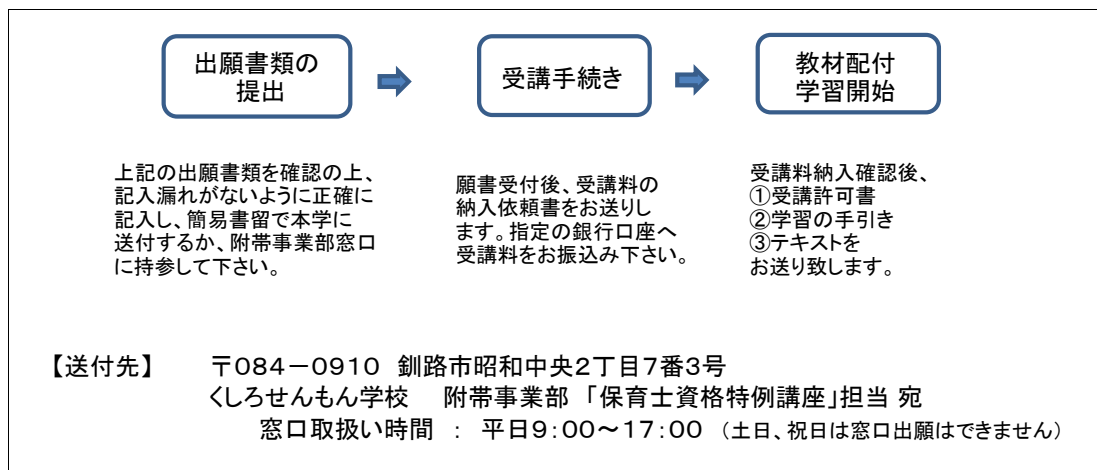 出願書類の
提出
受講手続き
教材配付
学習開始
上記の出願書類を確認の上、
記入漏れがないように正確に
記入し、簡易書留で本学に
送付するか、附帯事業部窓口
に持参して下さい。
願書受付後、受講料の
納入依頼書をお送りし
ます。指定の銀行口座へ
受講料をお振込み下さい。
受講料納入確認後、
①受講許可書
②学習の手引き
③テキストを
お送り致します。
【送付先】　〒084-0910 釧路市昭和中央2丁目7番3号
くしろせんもん学校　附帯事業部 「保育士資格特例講座」担当 宛
窓口取扱い時間 ： 平日9:00～17:00 （土日、祝日は窓口出願はできません）